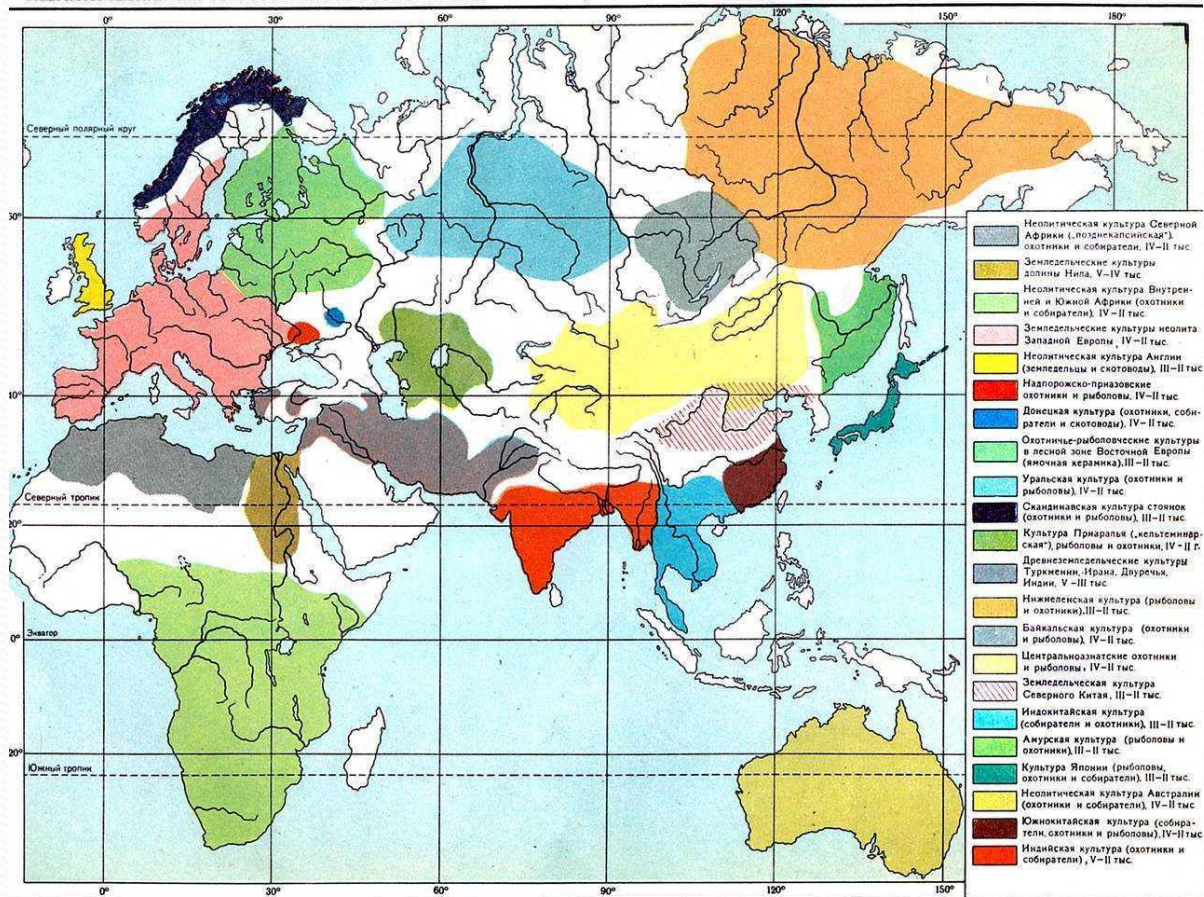 0° 30° 60° 90° 120° 150° 180°
Северный полярный круг
Северный тропик
20°
Экватор
0°
20°
Южный тропик
0° 30° 60° 90° 120° 150°
Неолитическая культура Северной
Африки („позднекапсийская“),
охотники и собиратели, IV–II тыс.
Земледельческие культуры
долины Нила, V–IV тыс.
Неолитическая культура Внутрен-
ней и Южной Африки (охотники
и собиратели), IV–II тыс.
Земледельческие культуры неолита
Западной Европы, IV–II тыс.
Неолитическая культура Англии
(земледельцы и скотоводы), III–II тыс
Надпорожско-приазовские
охотники и рыболовы, IV–II тыс.
Донецкая культура (охотники, соби
ратели и скотоводы), IV–II тыс.
Охотничье-рыболовческие культуры
в лесной зоне Восточной Европы
(ямочная керамика), III–II тыс.
Уральская культура (охотники и
рыболовы), IV–II тыс.
Скандинавская культура стоянок
(охотники и рыболовы), III–II тыс.
Культура Приаралья („кельтеминар-
ская“), рыболовы и охотники, IV–II т.
Древнеземледельческие культуры
Туркмении, Ирана, Двуречья,
Индии, V–III тыс.
Нижнеленская культура (рыболовы
и охотники), III–II тыс.
Байкальская культура (охотники
и рыболовы), IV–II тыс.
Центральноазиатские охотники
и рыболовы, IV–II тыс.
Земледельческая культура
Северного Китая, III–II тыс.
Индокитайская культура
(собиратели и охотники), III–II тыс.
Амурская культура (рыболовы и
охотники), III–II тыс.
Культура Японии (рыболовы,
охотники и собиратели), III–II тыс.
Неолитическая культура Австралии
(охотники и собиратели), IV–II тыс
Южнокитайская культура (собира-
тели, охотники и рыболовы), IV–II тыс
Индийская культура (охотники и
собиратели), V–II тыс.